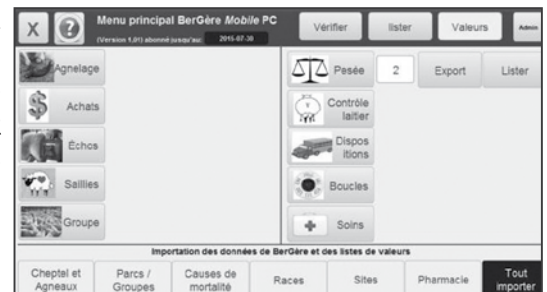 X ? Menu principal BerGère Mobile PC Vérifier lister Valeurs Admin
(Version 1,01) abonné jusqu'au: 2015-07-30
Agnelage
Achats
Échos
Saillies
Groupe
Pesée 2 Export Lister
Contrôle
laitier
Dispos
itions
Boucles
Soins
Importation des données de BerGère et des listes de valeurs
Cheptel et
Agneaux
Parcs /
Groupes
Causes de
mortalité
Races
Sites
Pharmacie
Tout
importer